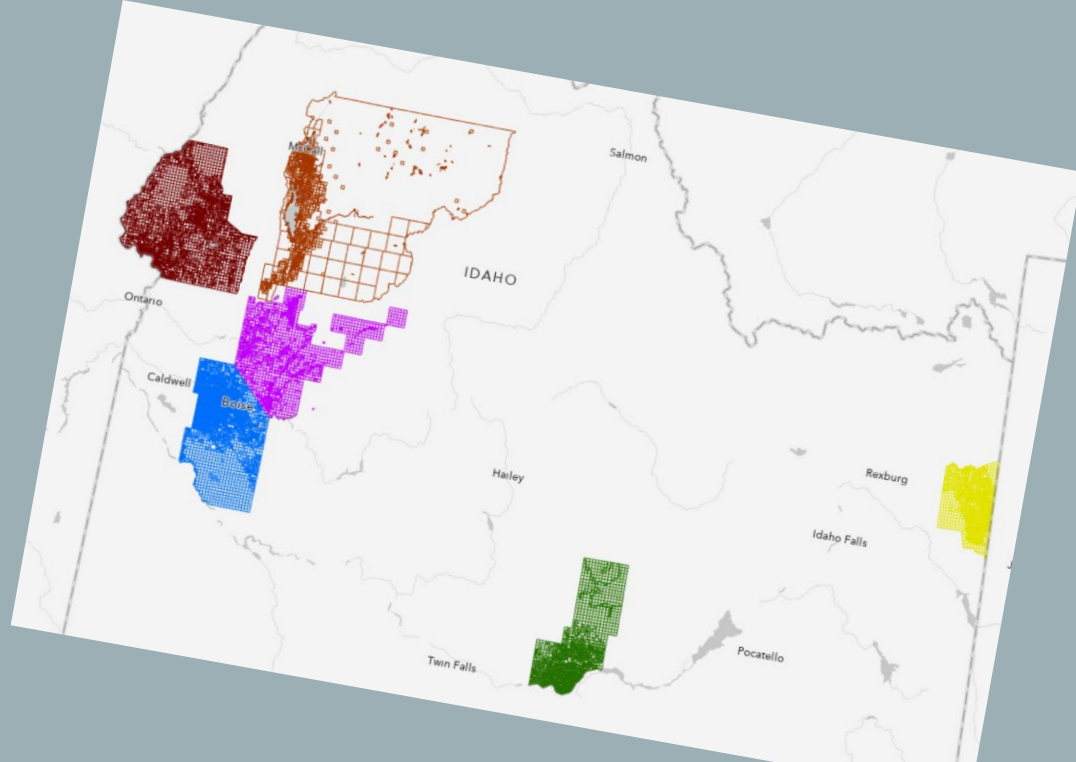 McCall
Salmon
IDAHO
Ontario
Caldwell
Boise
Hailey
Rexburg
Idaho Falls
Twin Falls
Pocatello
J